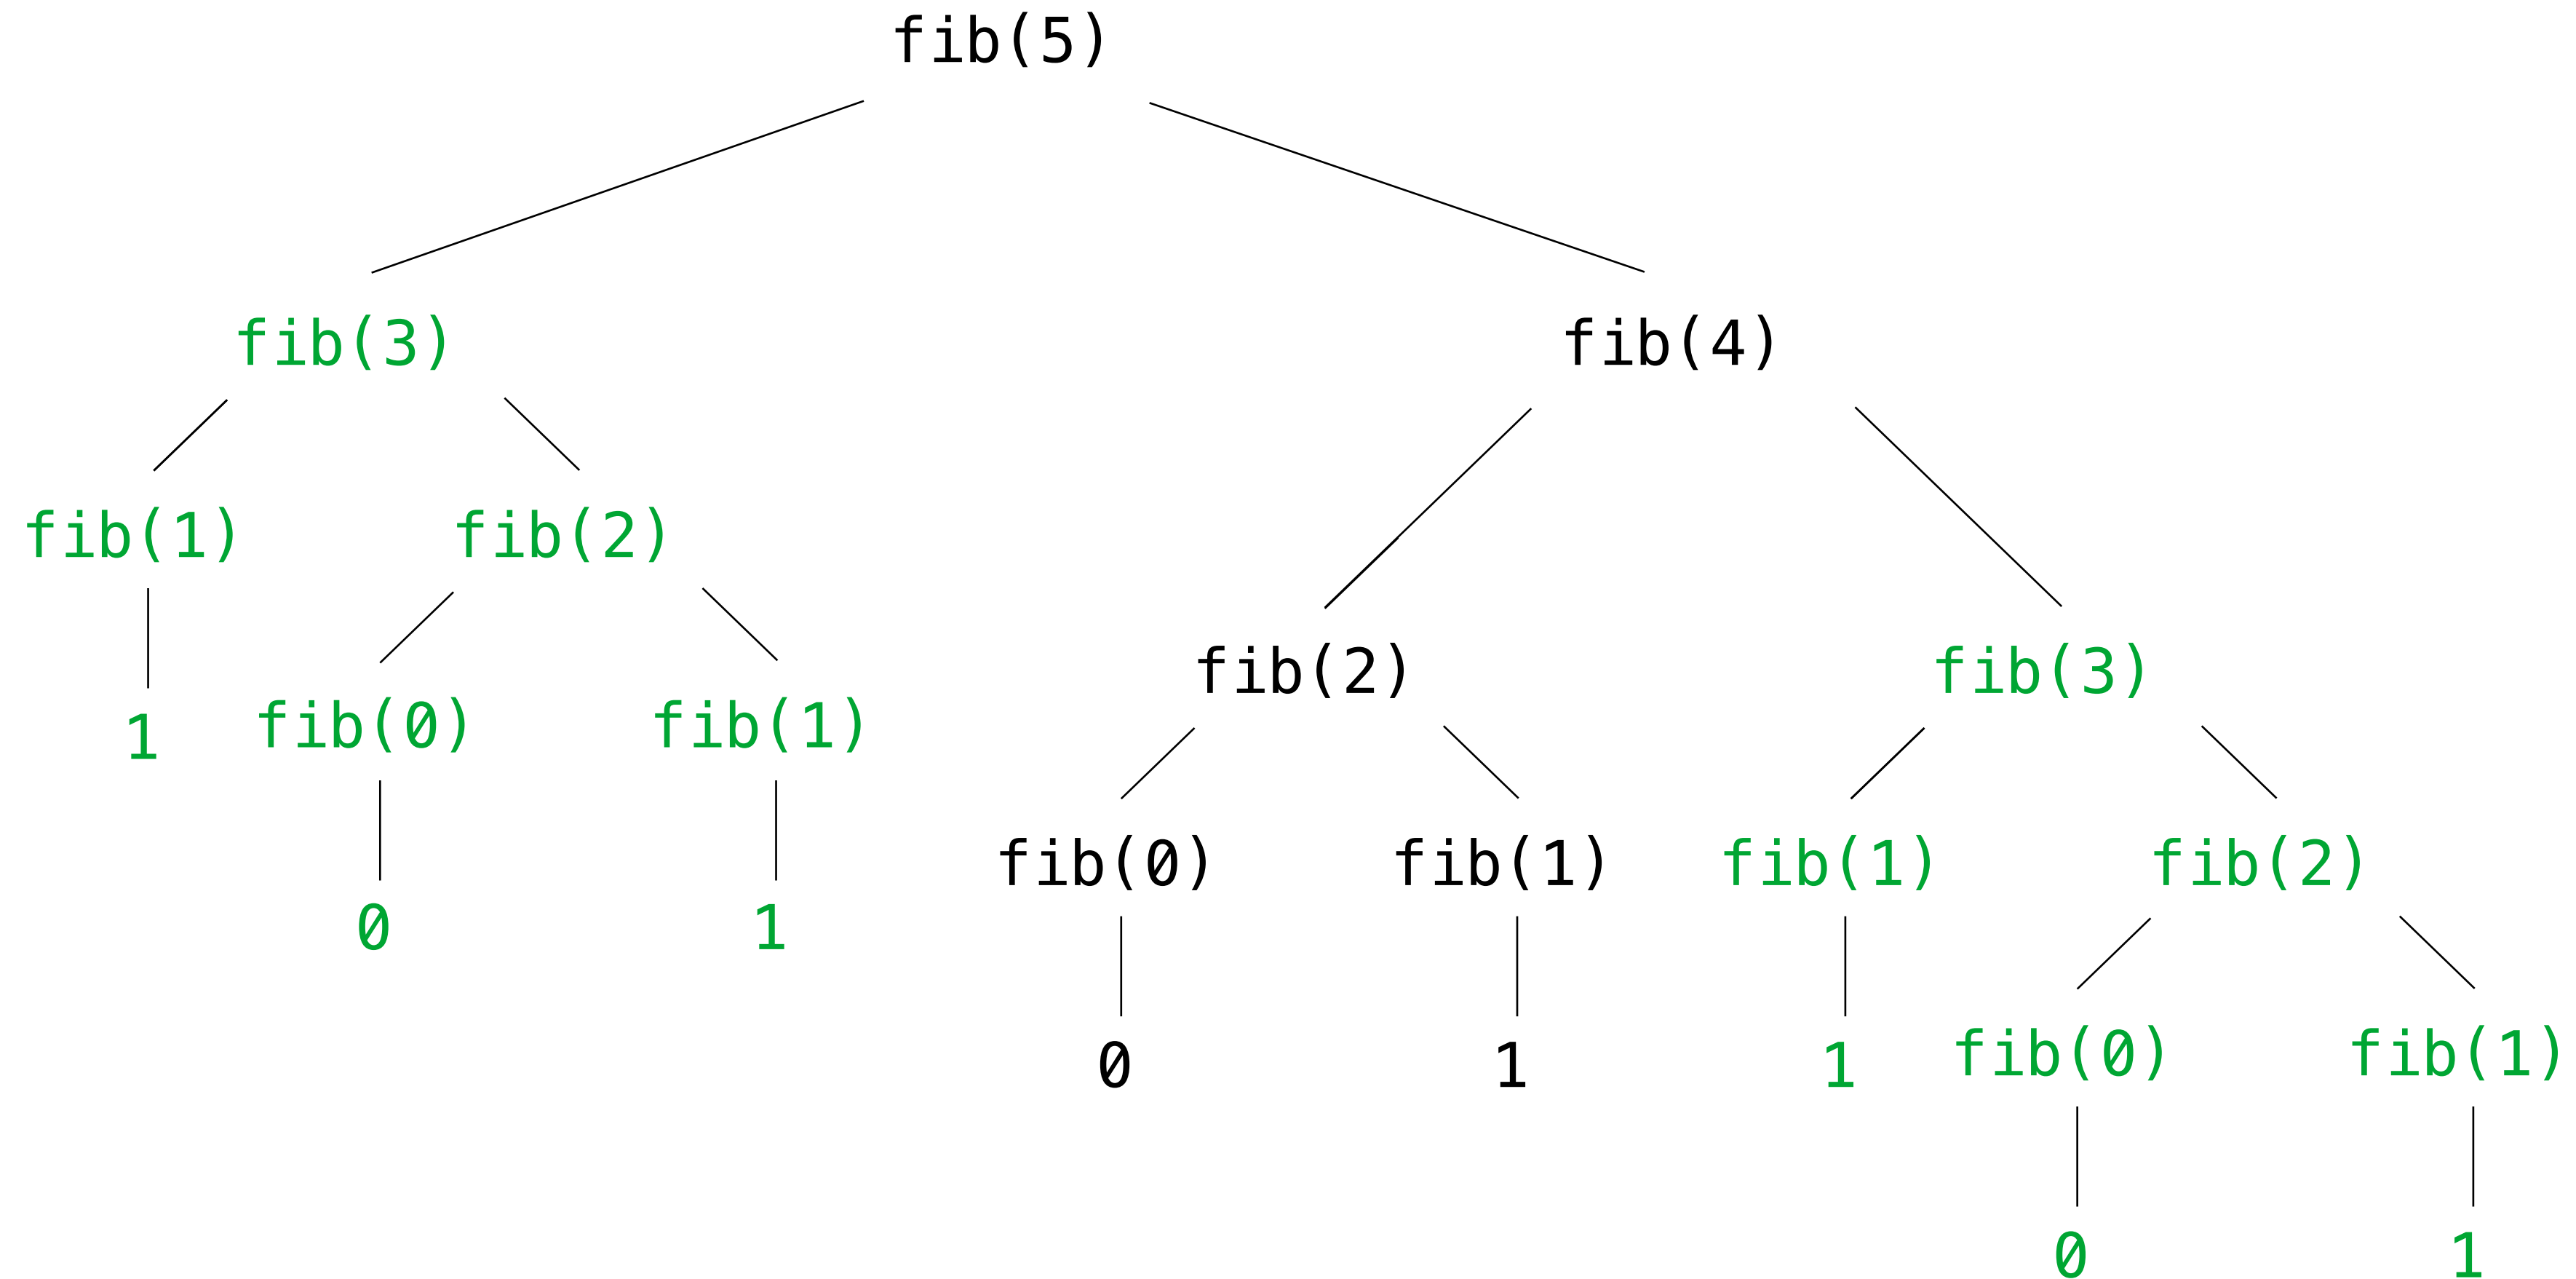 fib(5)
fib(3) fib(4)
fib(1) fib(2)
fib(2) fib(3)
1 fib(0) fib(1)
fib(0) fib(1) fib(1) fib(2)
0 1
0 1 1 fib(0) fib(1)
0 1